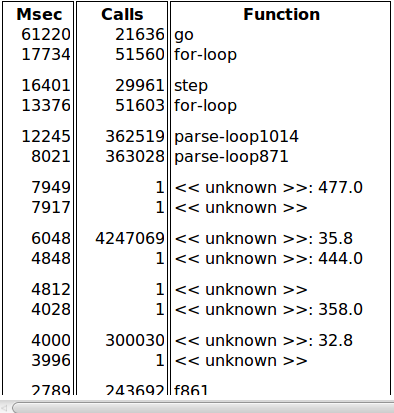 Msec Calls Function
61220 21636 go
17734 51560 for-loop
16401 29961 step
13376 51603 for-loop
12245 362519 parse-loop1014
8021 363028 parse-loop871
7949 1 << unknown >>: 477.0
7917 1 << unknown >>
6048 4247069 << unknown >>: 35.8
4848 1 << unknown >>: 444.0
4812 1 << unknown >>
4028 1 << unknown >>: 358.0
4000 300030 << unknown >>: 32.8
3996 1 << unknown >>
2789 243692 f861